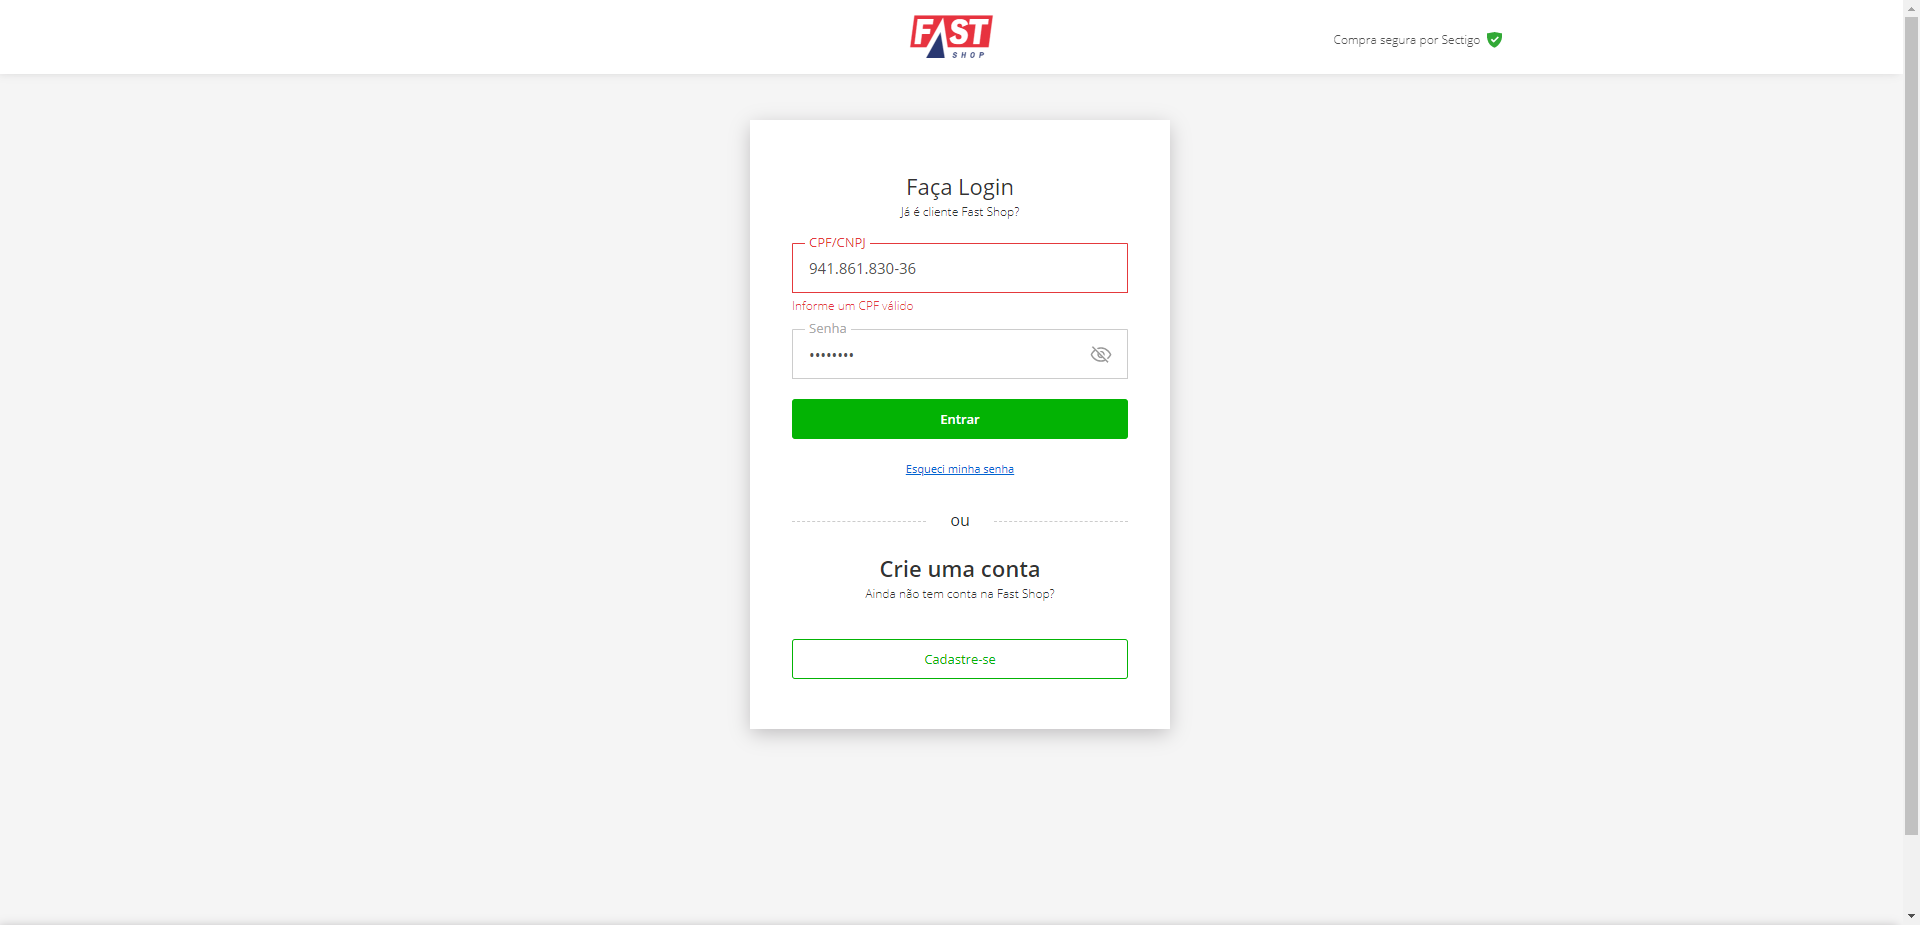 FAST
SHOP
Compra segura por Sectigo
Faça Login
Já é cliente Fast Shop?
CPF/CNPJ
941.861.830-36
Informe um CPF válido
Senha
••••••••
Entrar
Esqueci minha senha
ou
Crie uma conta
Ainda não tem conta na Fast Shop?
Cadastre-se